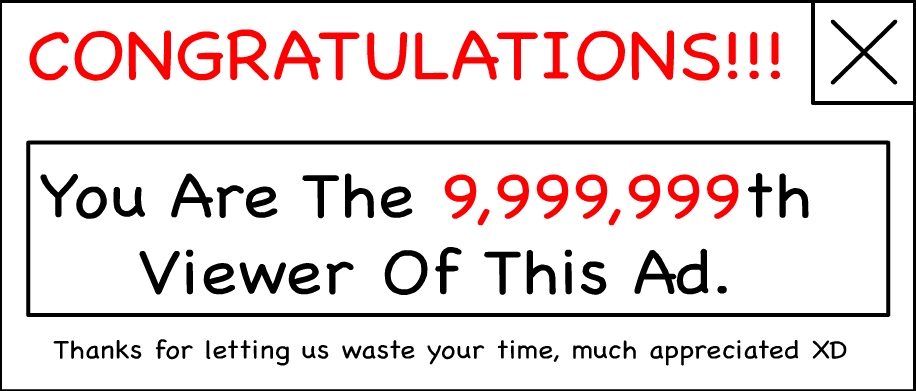 CONGRATULATIONS!!!
You Are The 9,999,999th
Viewer Of This Ad.
Thanks for letting us waste your time, much appreciated XD